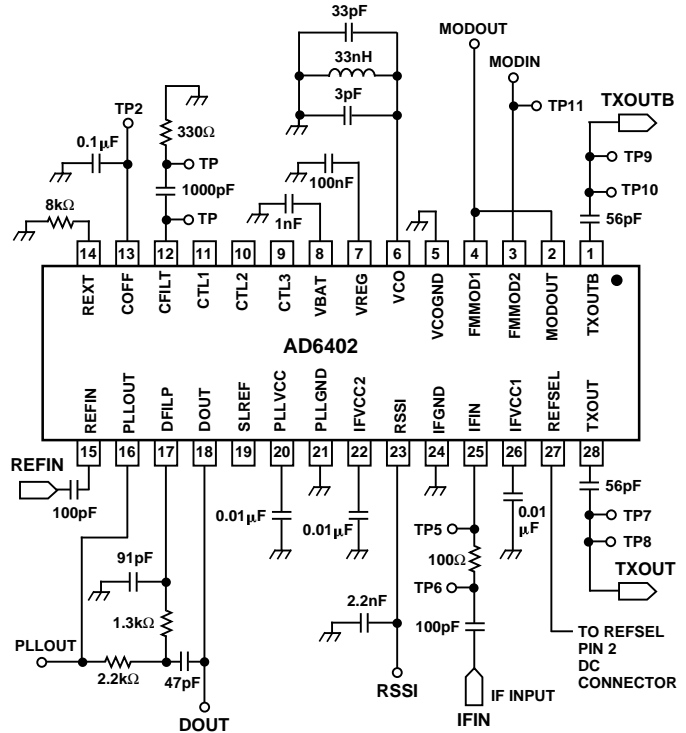 33pF
MODOUT
33nH
MODIN
TP2
3pF
TP11
TXOUTB
330Ω
0.1μF
TP
TP9
100nF
1000pF
TP10
8kΩ
TP
1nF
56pF
14 13 12 11 10 9 8 7 6 5 4 3 2 1
REXT COFF CFILT CTL1 CTL2 CTL3 VBAT VREG VCO VCOGND FMMOD1 FMMOD2 MODOUT TXOUTB
AD6402
REFIN PLLOUT DFILP DOUT SLREF PLLVCC PLLGND IFVCC2 RSSI IFGND IFIN IFVCC1 REFSEL TXOUT
15 16 17 18 19 20 21 22 23 24 25 26 27 28
REFIN
100pF
56pF
0.01μF
0.01μF
0.01
μF
TP5
TP7
TP8
91pF
100Ω
TP6
TXOUT
1.3kΩ
2.2nF
100pF
PLLOUT
2.2kΩ
47pF
TO REFSEL
PIN 2
DC
CONNECTOR
RSSI
IF INPUT
DOUT
IFIN